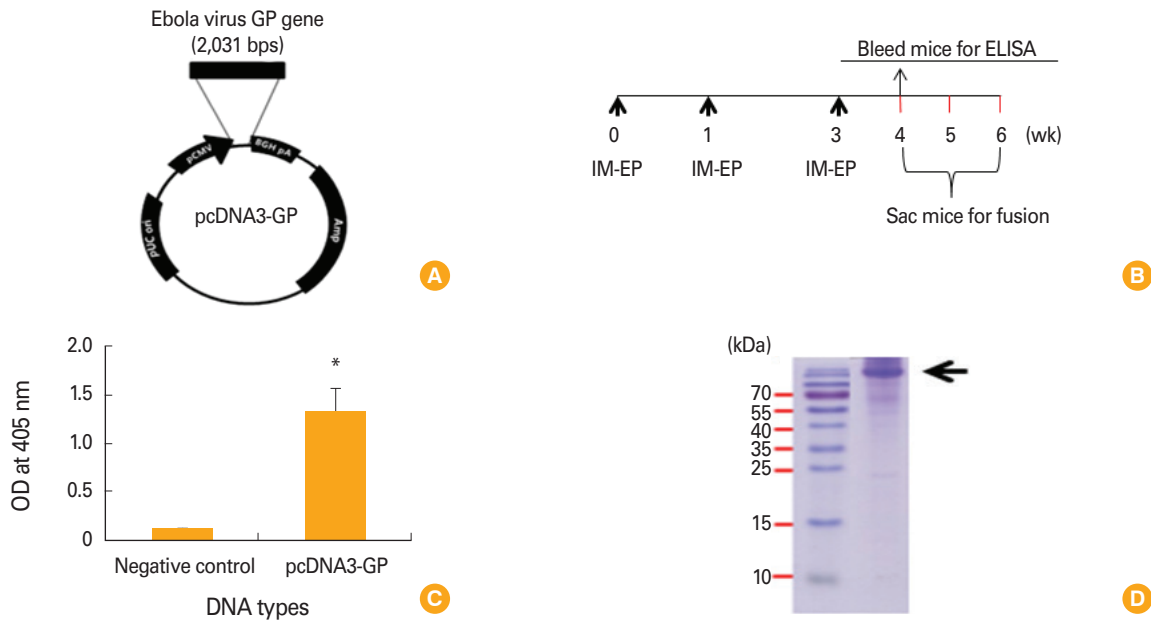 Ebola virus GP gene
(2,031 bps)
pCMV
BGH pA
pUC ori
pcDNA3-GP
Amp
A
Bleed mice for ELISA
0 1 3 4 5 6 (wk)
IM-EP IM-EP IM-EP
Sac mice for fusion
B
2.0
*
1.5
1.0
0.5
0
OD at 405 nm
Negative control pcDNA3-GP
DNA types
C
(kDa)
70
55
40
35
25
15
10
D